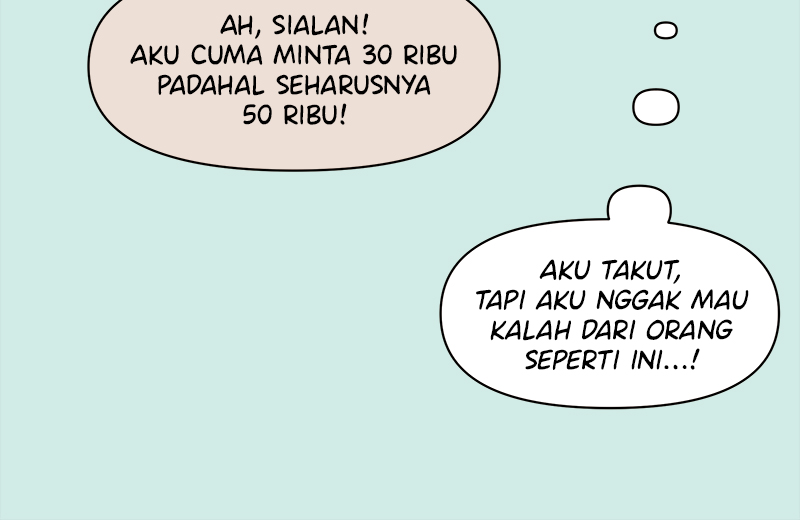 AH, SIALAN!
AKU CUMA MINTA 30 RIBU
PADAHAL SEHARUSNYA
50 RIBU!
AKU TAKUT,
TAPI AKU NGGAK MAU
KALAH DARI ORANG
SEPERTI INI...!